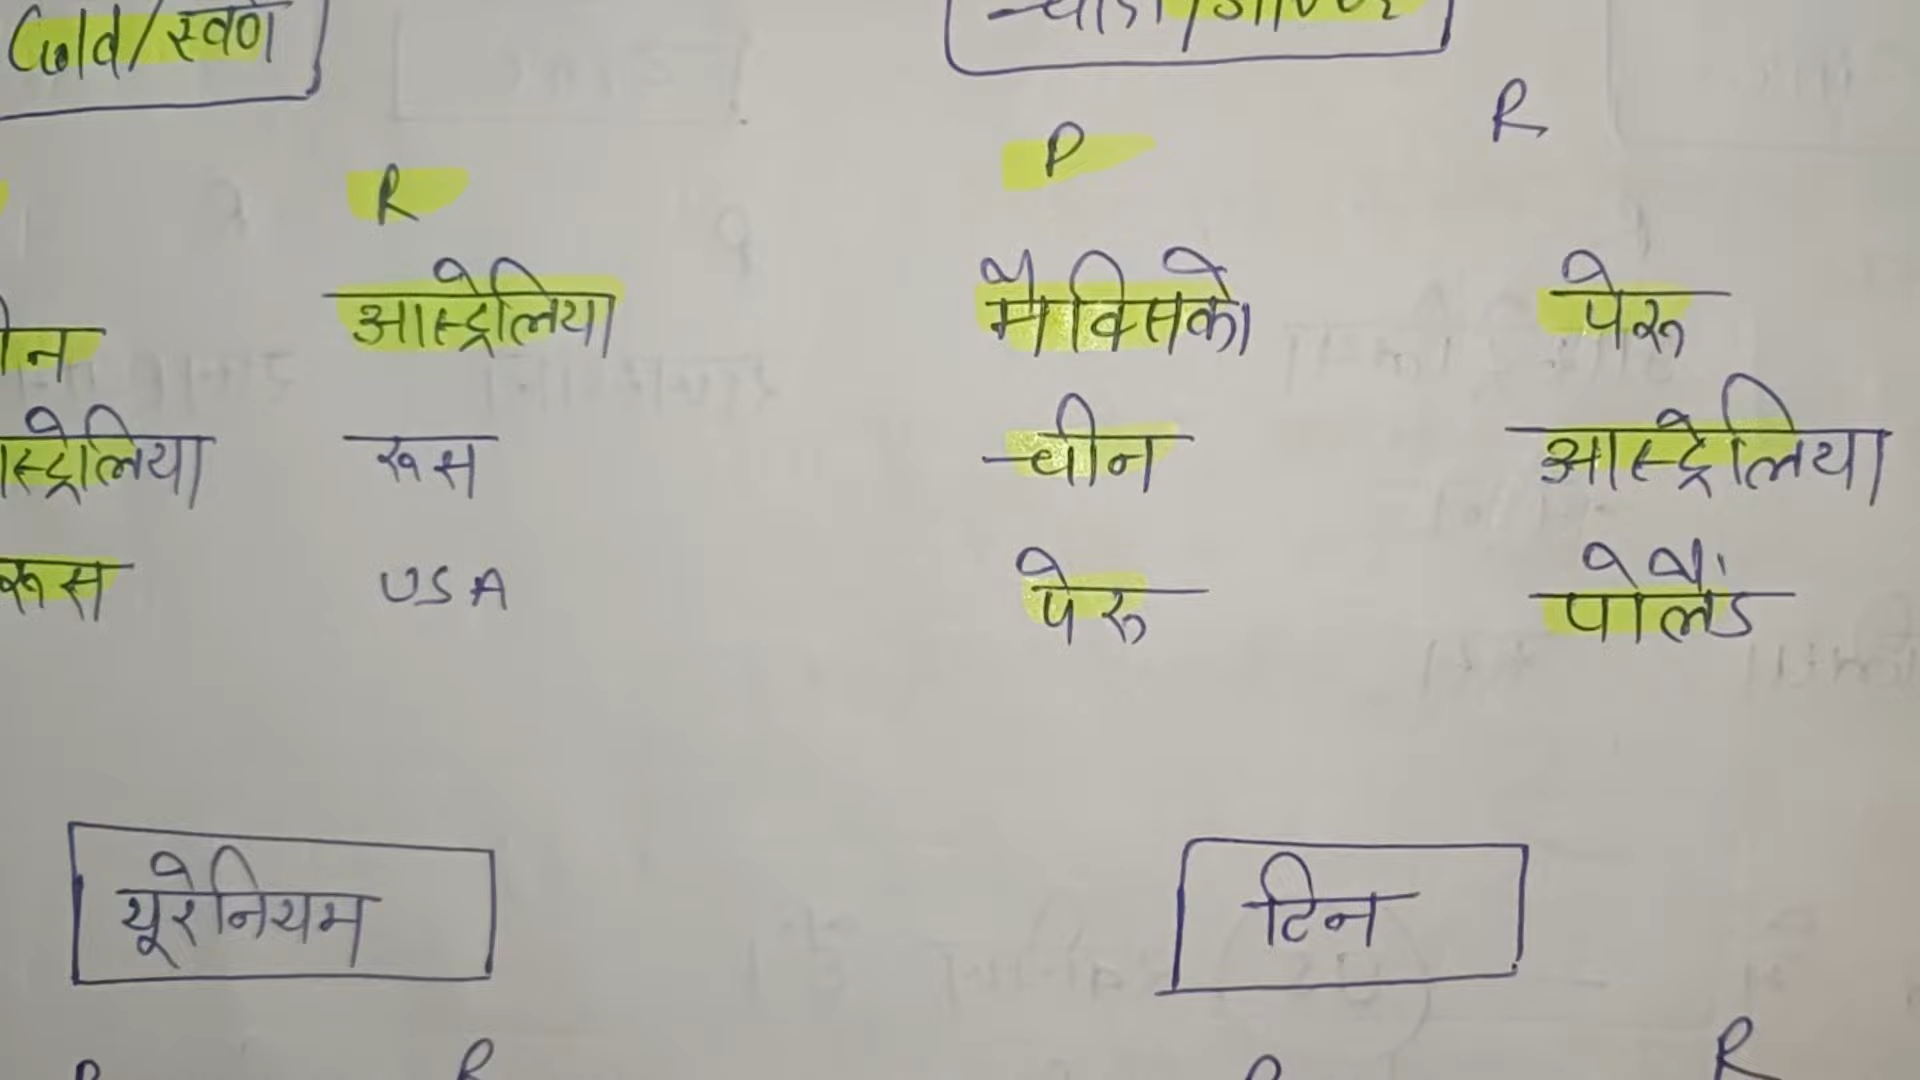 Gold/स्वर्ण
P R
R
आस्ट्रेलिया मैक्सिको पेरू
रूस चीन आस्ट्रेलिया
रूस USA पेरु पोलैंड
यूरेनियम टिन
R R